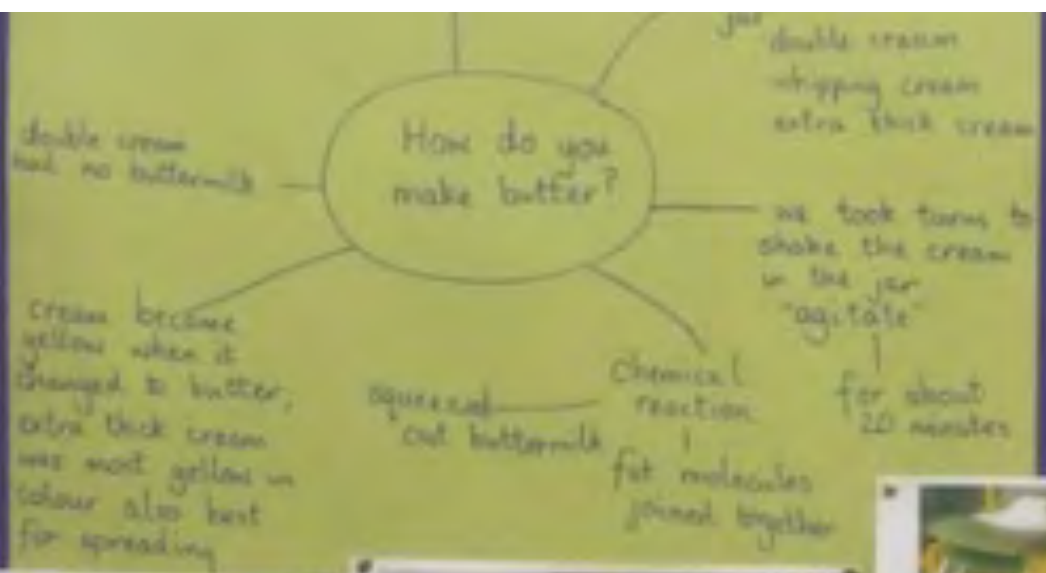 How do you
make butter?
jar
double cream
whipping cream
extra thick cream
we took turns to
shake the cream
in the jar
"agitate"
for about
20 minutes
chemical
reaction
fat molecules
joined together
squeezed
out buttermilk
cream became
yellow when it
changed to butter,
extra thick cream
was most yellow in
colour also best
for spreading
double cream
had no buttermilk